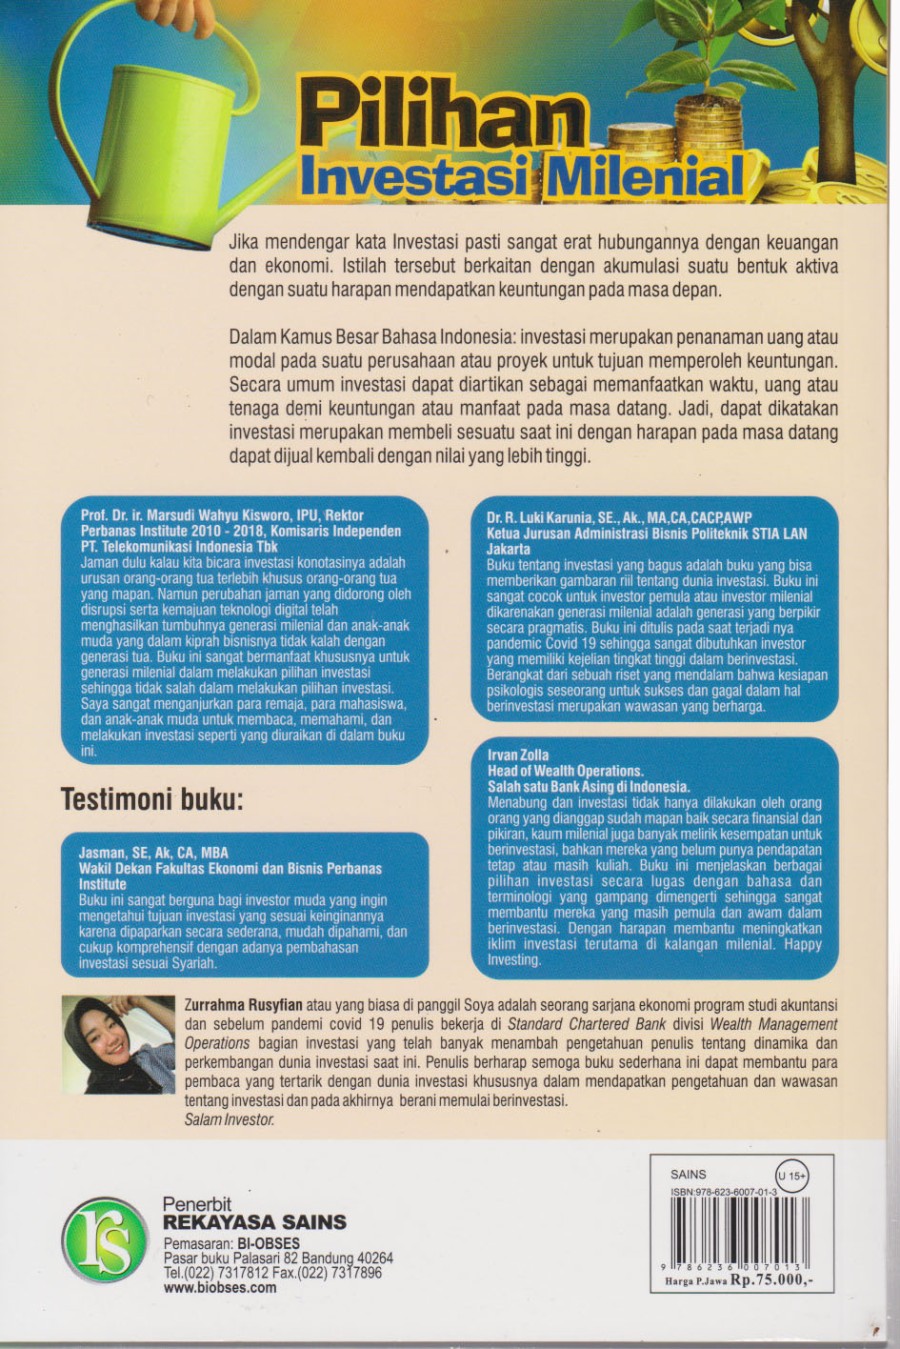 Pilihan
Investasi Milenial
Jika mendengar kata Investasi pasti sangat erat hubungannya dengan keuangan
dan ekonomi. Istilah tersebut berkaitan dengan akumulasi suatu bentuk aktiva
dengan suatu harapan mendapatkan keuntungan pada masa depan.
Dalam Kamus Besar Bahasa Indonesia: investasi merupakan penanaman uang atau
modal pada suatu perusahaan atau proyek untuk tujuan memperoleh keuntungan.
Secara umum investasi dapat diartikan sebagai memanfaatkan waktu, uang atau
tenaga demi keuntungan atau manfaat pada masa datang. Jadi, dapat dikatakan
investasi merupakan membeli sesuatu saat ini dengan harapan pada masa datang
dapat dijual kembali dengan nilai yang lebih tinggi.
Prof. Dr. ir. Marsudi Wahyu Kisworo, IPU, Rektor
Perbanas Institute 2010 - 2018, Komisaris Independen
PT. Telekomunikasi Indonesia Tbk
Jaman dulu kalau kita bicara investasi konotasinya adalah
urusan orang-orang tua terlebih khusus orang-orang tua
yang mapan. Namun perubahan jaman yang didorong oleh
disrupsi serta kemajuan teknologi digital telah
menghasilkan tumbuhnya generasi milenial dan anak-anak
muda yang dalam kiprah bisnisnya tidak kalah dengan
generasi tua. Buku ini sangat bermanfaat khususnya untuk
generasi milenial dalam melakukan pilihan investasi
sehingga tidak salah dalam melakukan pilihan investasi.
Saya sangat menganjurkan para remaja, para mahasiswa,
dan anak-anak muda untuk membaca, memahami, dan
melakukan investasi seperti yang diuraikan di dalam buku
ini.
Dr. R. Luki Karunia, SE., Ak., MA,CA,CACP,AWP
Ketua Jurusan Administrasi Bisnis Politeknik STIA LAN
Jakarta
Buku tentang investasi yang bagus adalah buku yang bisa
memberikan gambaran riil tentang dunia investasi. Buku ini
sangat cocok untuk investor pemula atau investor milenial
dikarenakan generasi milenial adalah generasi yang berpikir
secara pragmatis. Buku ini ditulis pada saat terjadi nya
pandemic Covid 19 sehingga sangat dibutuhkan investor
yang memiliki kejelian tingkat tinggi dalam berinvestasi.
Berangkat dari sebuah riset yang mendalam bahwa kesiapan
psikologis seseorang untuk sukses dan gagal dalam hal
berinvestasi merupakan wawasan yang berharga.
Testimoni buku:
Jasman, SE, Ak, CA, MBA
Wakil Dekan Fakultas Ekonomi dan Bisnis Perbanas
Institute
Buku ini sangat berguna bagi investor muda yang ingin
mengetahui tujuan investasi yang sesuai keinginannya
karena dipaparkan secara sederana, mudah dipahami, dan
cukup komprehensif dengan adanya pembahasan
investasi sesuai Syariah.
Irvan Zolla
Head of Wealth Operations.
Salah satu Bank Asing di Indonesia.
Menabung dan investasi tidak hanya dilakukan oleh orang
orang yang dianggap sudah mapan baik secara finansial dan
pikiran, kaum milenial juga banyak melirik kesempatan untuk
berinvestasi, bahkan mereka yang belum punya pendapatan
tetap atau masih kuliah. Buku ini menjelaskan berbagai
pilihan investasi secara lugas dengan bahasa dan
terminologi yang gampang dimengerti sehingga sangat
membantu mereka yang masih pemula dan awam dalam
berinvestasi. Dengan harapan membantu meningkatkan
iklim investasi terutama di kalangan milenial. Happy
Investing.
Zurrahma Rusyfian atau yang biasa di panggil Soya adalah seorang sarjana ekonomi program studi akuntansi
dan sebelum pandemi covid 19 penulis bekerja di Standard Chartered Bank divisi Wealth Management
Operations bagian investasi yang telah banyak menambah pengetahuan penulis tentang dinamika dan
perkembangan dunia investasi saat ini. Penulis berharap semoga buku sederhana ini dapat membantu para
pembaca yang tertarik dengan dunia investasi khususnya dalam mendapatkan pengetahuan dan wawasan
tentang investasi dan pada akhirnya berani memulai berinvestasi.
Salam Investor.
rs
Penerbit
REKAYASA SAINS
Pemasaran: BI-OBSES
Pasar buku Palasari 82 Bandung 40264
Tel.(022) 7317812 Fax.(022) 7317896
www.biobses.com
SAINS
U 15+
ISBN:978-623-6007-01-3
9 786236 007013
Harga P.Jawa Rp.75.000,-